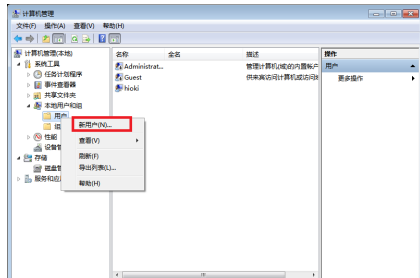 计算机管理
文件(F) 操作(A) 查看(V) 帮助(H)
计算机管理(本地)
系统工具
任务计划程序
事件查看器
共享文件夹
本地用户和组
用户
组
性能
设备管
存储
磁盘管
服务和应
名称 全名 描述
Administrat... 管理计算机(域)的内置帐户
Guest 供来宾访问计算机或访问域
hioki
新用户(N)...
查看(V)
刷新(F)
导出列表(L)...
帮助(H)
操作
用户
更多操作